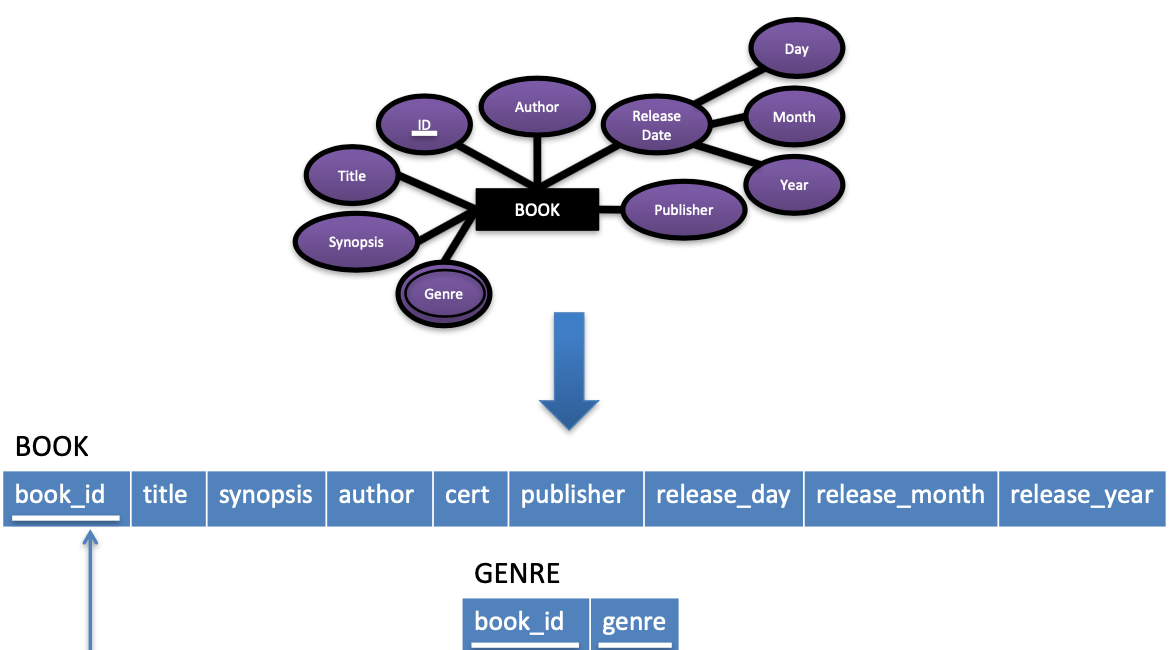 Day
Author
Month
Release
Date
ID
Title
Year
BOOK
Publisher
Synopsis
Genre
BOOK
book_id title synopsis author cert publisher release_day release_month release_year
GENRE
book_id genre